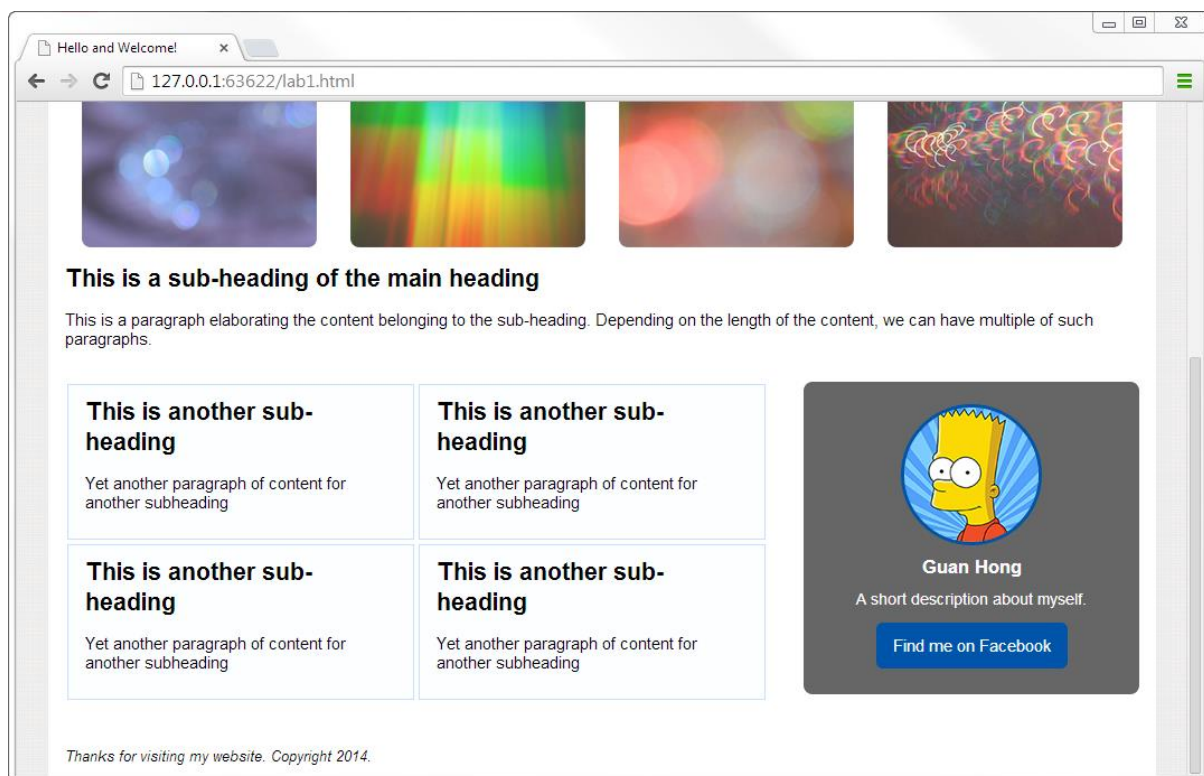 Hello and Welcome!
127.0.0.1:63622/lab1.html
This is a sub-heading of the main heading
This is a paragraph elaborating the content belonging to the sub-heading. Depending on the length of the content, we can have multiple of such
paragraphs.
This is another sub-
heading
Yet another paragraph of content for
another subheading
This is another sub-
heading
Yet another paragraph of content for
another subheading
This is another sub-
heading
Yet another paragraph of content for
another subheading
This is another sub-
heading
Yet another paragraph of content for
another subheading
Guan Hong
A short description about myself.
Find me on Facebook
Thanks for visiting my website. Copyright 2014.